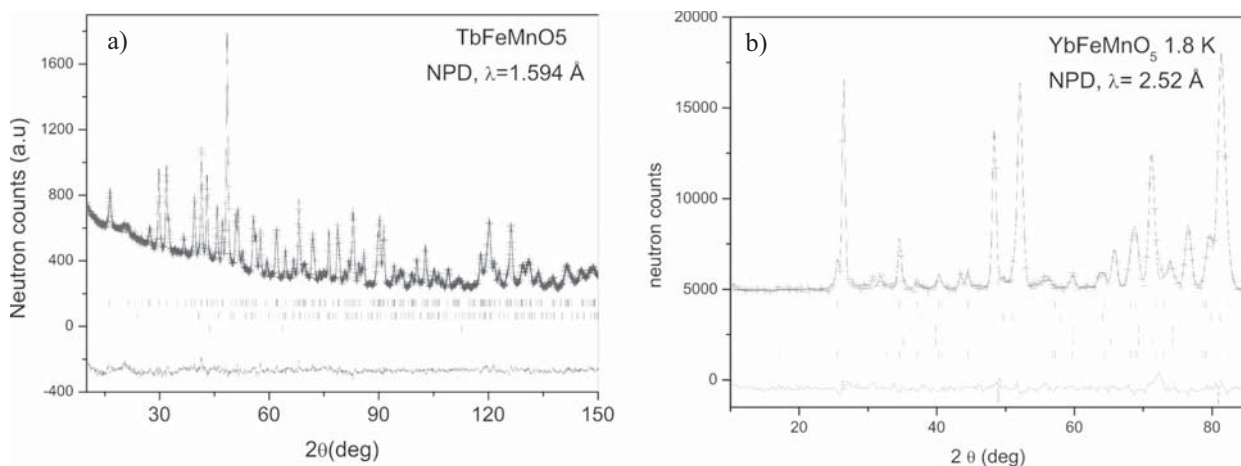 a)
TbFeMnO5
NPD, λ=1.594 Å
Neutron counts (a.u)
1600
1200
800
400
0
-400
30
60
90
120
150
2θ(deg)
b)
YbFeMnO₅ 1.8 K
NPD, λ= 2.52 Å
neutron counts
20000
15000
10000
5000
0
20
40
60
80
2 θ (deg)